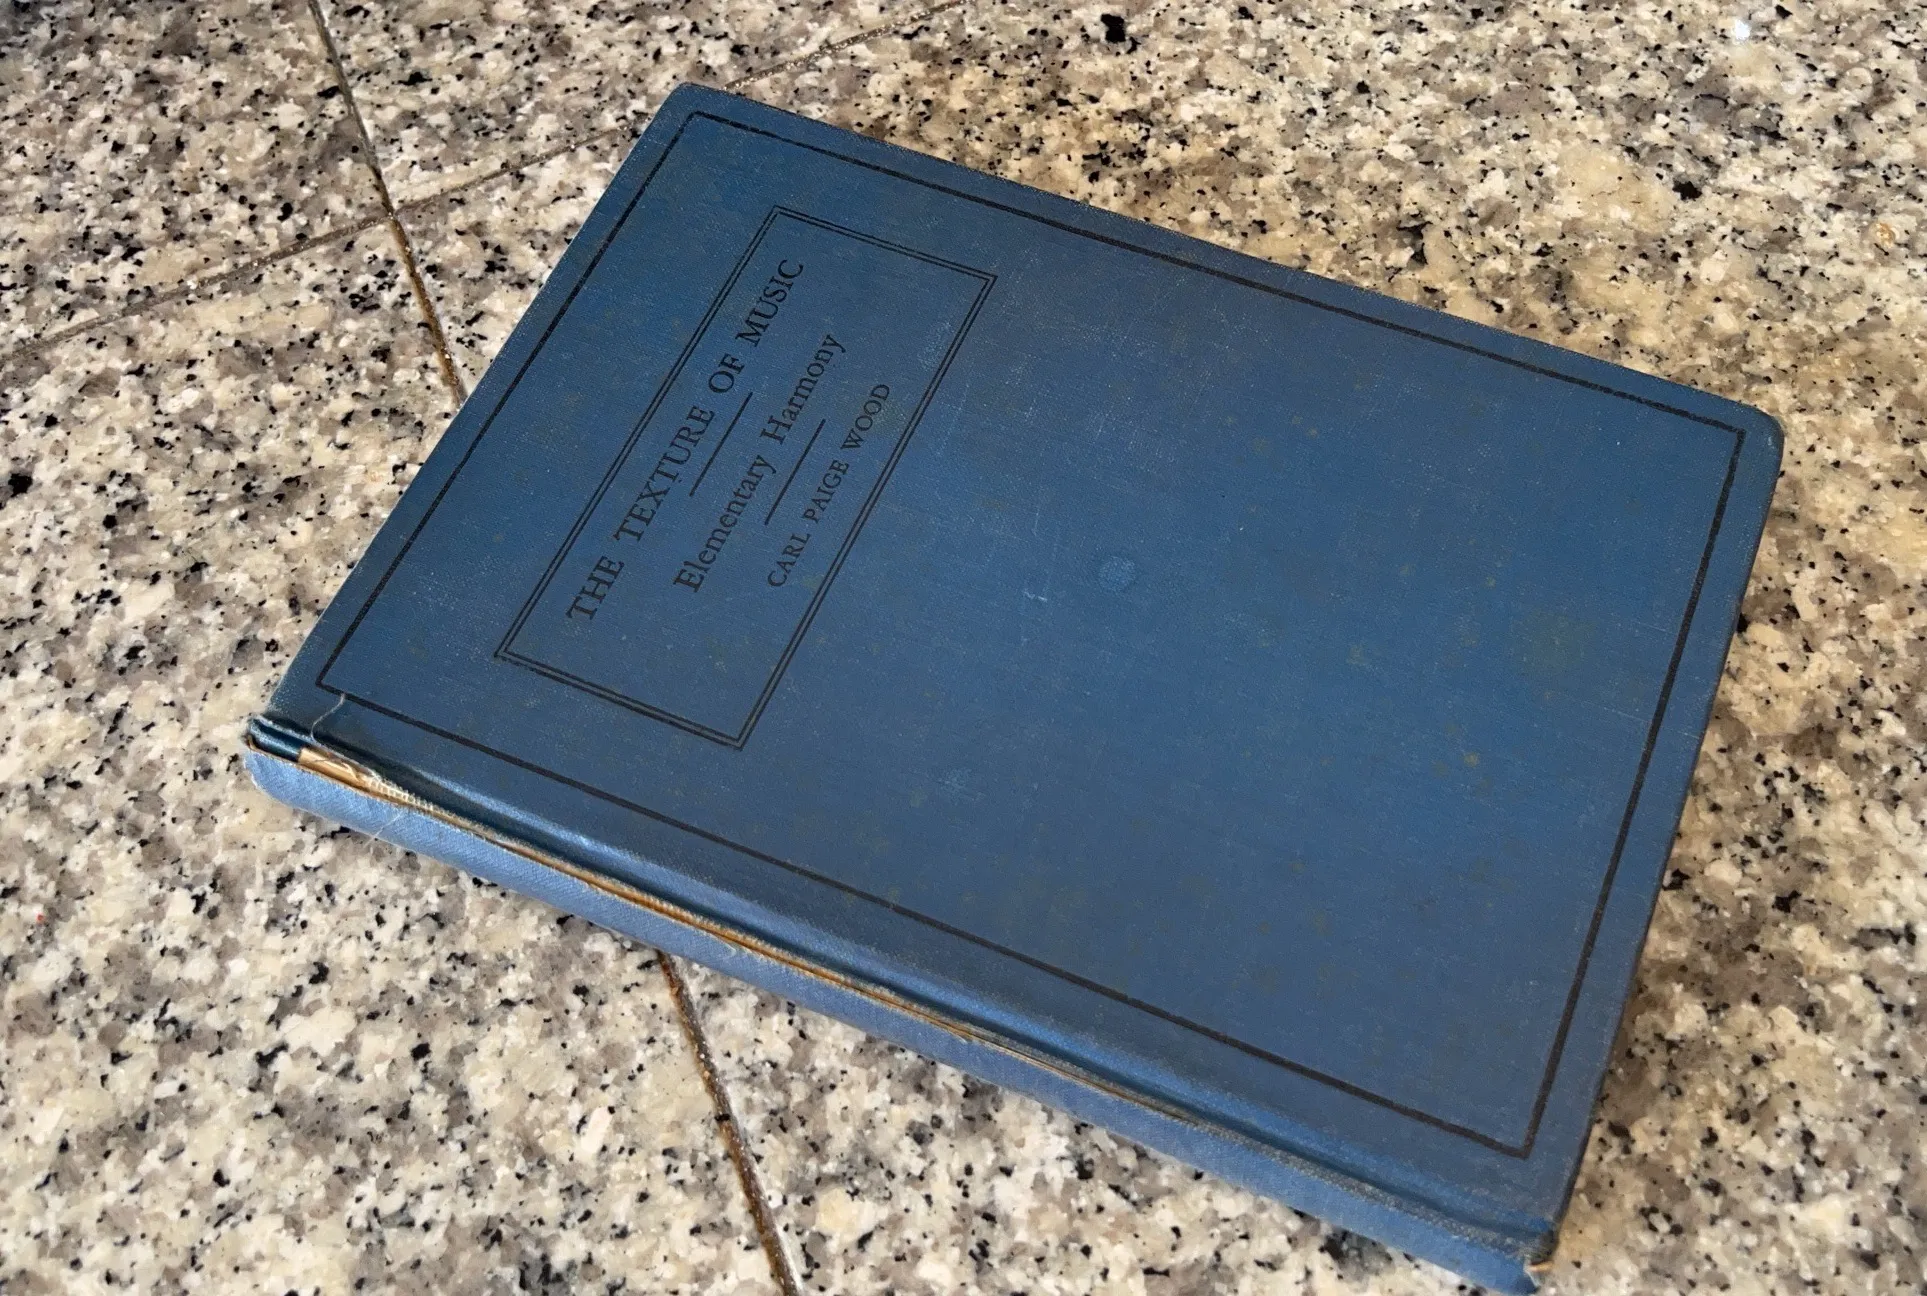 THE TEXTURE OF MUSIC
Elementary Harmony
CARL PAIGE WOOD